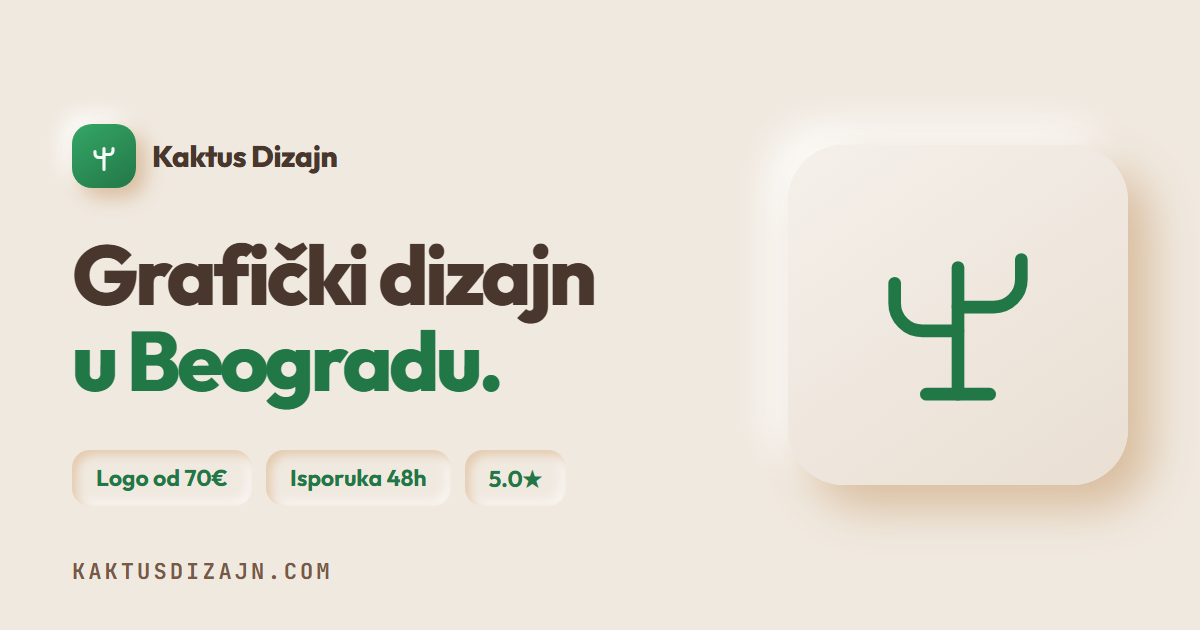 Kaktus Dizajn
Grafički dizajn
u Beogradu.
Logo od 70€
Isporuka 48h
5.0★
KAKTUSDIZAJN.COM